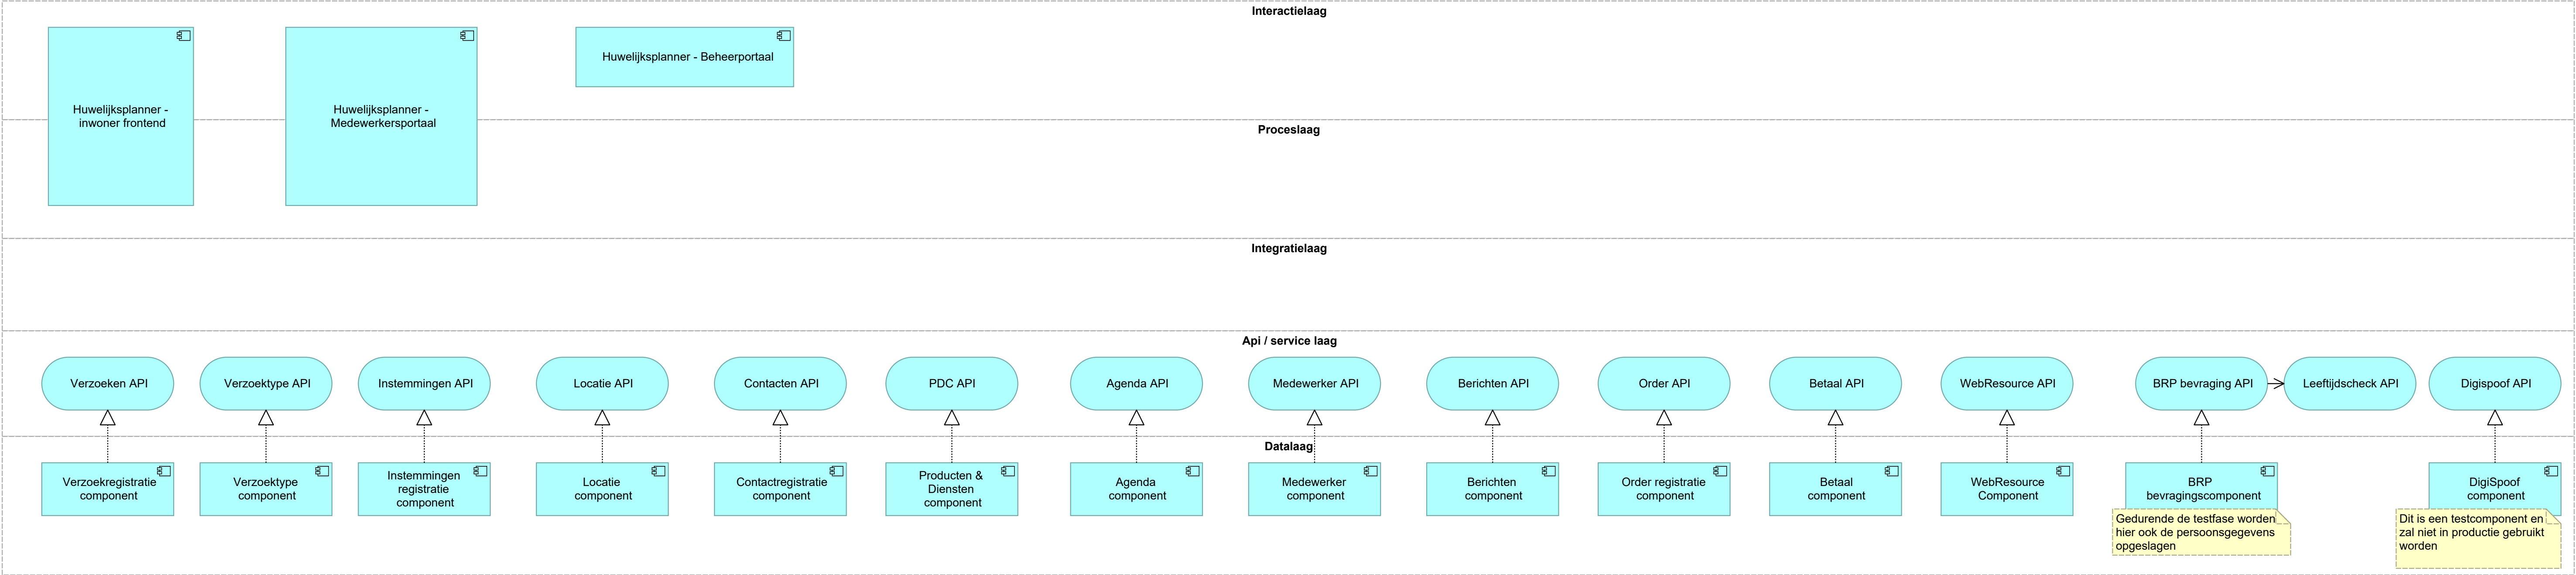 Interactielaag
Huwelijksplanner -
inwoner frontend
Huwelijksplanner -
Medewerkersportaal
Huwelijksplanner - Beheerportaal
Proceslaag
Integratielaag
Api / service laag
Verzoeken API
Verzoektype API
Instemmingen API
Locatie API
Contacten API
PDC API
Agenda API
Medewerker API
Berichten API
Order API
Betaal API
WebResource API
BRP bevraging API
Leeftijdscheck API
Digispoof API
Datalaag
Verzoekregistratie
component
Verzoektype
component
Instemmingen
registratie
component
Locatie
component
Contactregistratie
component
Producten &
Diensten
component
Agenda
component
Medewerker
component
Berichten
component
Order registratie
component
Betaal
component
WebResource
Component
BRP
bevragingscomponent
DigiSpoof
component
Gedurende de testfase worden
hier ook de persoonsgegevens
opgeslagen
Dit is een testcomponent en
zal niet in productie gebruikt
worden